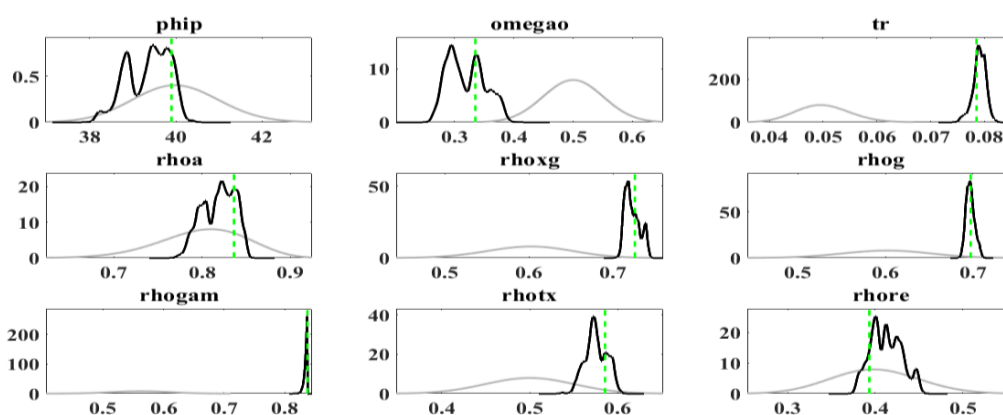 phip omegao tr
0.5 10 200
0 0 0
38 40 42 0.3 0.4 0.5 0.6 0.04 0.05 0.06 0.07 0.08
rhoa rhoxg rhog
20 50 50
10
0 0 0
0.7 0.8 0.9 0.5 0.6 0.7 0.5 0.6 0.7
rhogam rhotx rhore
200 40 20
100 20 10
0 0 0
0.5 0.6 0.7 0.8 0.4 0.5 0.6 0.3 0.4 0.5